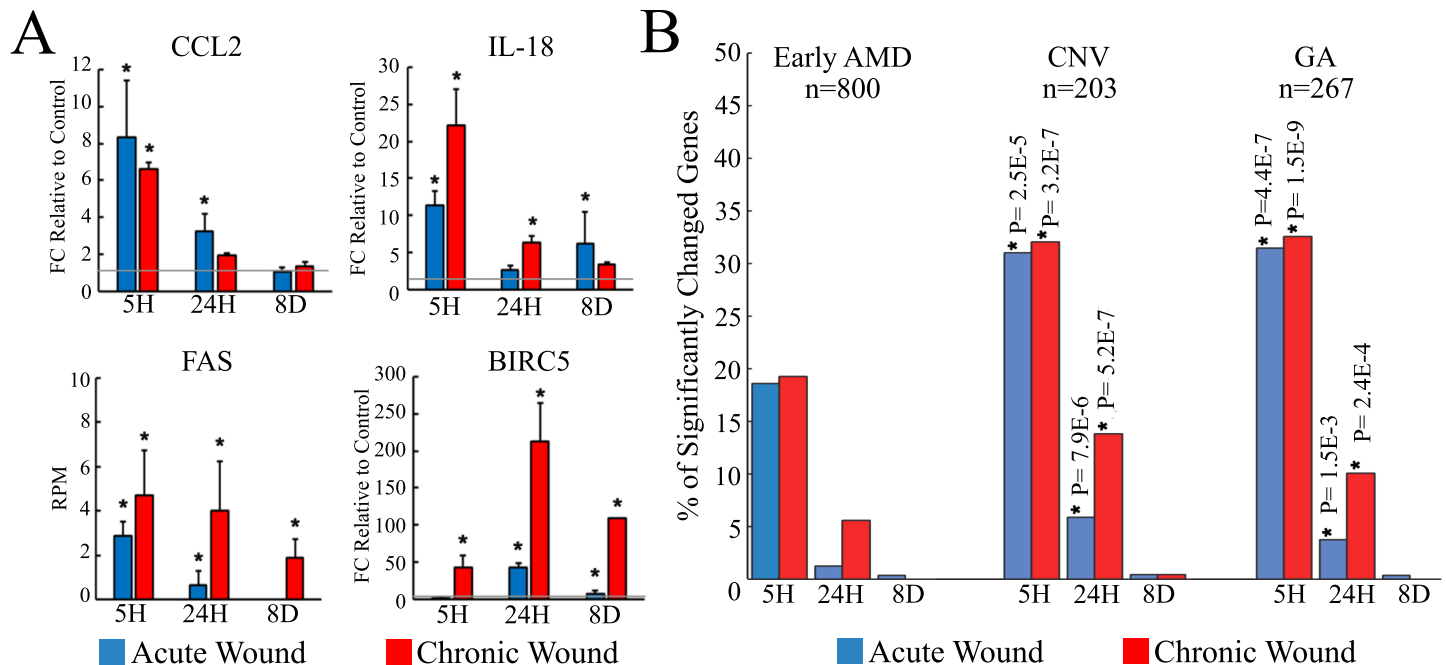 A
CCL2
FC Relative to Control
12
10
8
6
4
2
0
*
*
*
5H 24H 8D
IL-18
FC Relative to Control
30
25
20
15
10
5
0
*
*
*
*
5H 24H 8D
FAS
RPM
10
8
6
4
2
0
*
*
*
*
*
5H 24H 8D
BIRC5
FC Relative to Control
300
250
200
150
100
50
0
*
*
*
*
*
5H 24H 8D
Acute Wound Chronic Wound
B
% of Significantly Changed Genes
50
45
40
35
30
25
20
15
10
5
0
Early AMD
n=800
CNV
n=203
GA
n=267
* P= 2.5E-5
* P= 3.2E-7
* P= 7.9E-6
* P= 5.2E-7
* P=4.4E-7
* P= 1.5E-9
* P= 1.5E-3
* P= 2.4E-4
5H 24H 8D
5H 24H 8D
5H 24H 8D
Acute Wound Chronic Wound